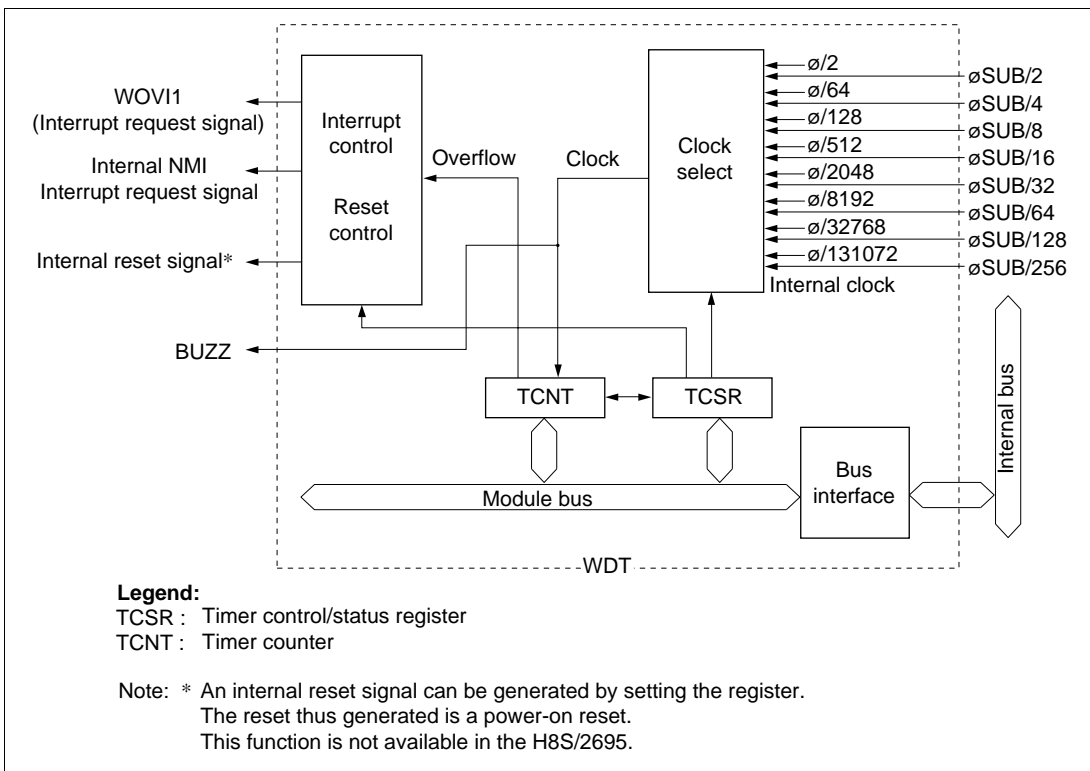 WOVI1
(Interrupt request signal)
Internal NMI
Interrupt request signal
Internal reset signal*
BUZZ
Interrupt
control
Reset
control
Overflow
Clock
Clock
select
ø/2
ø/64
ø/128
ø/512
ø/2048
ø/8192
ø/32768
ø/131072
Internal clock
øSUB/2
øSUB/4
øSUB/8
øSUB/16
øSUB/32
øSUB/64
øSUB/128
øSUB/256
TCNT
TCSR
Module bus
Bus
interface
Internal bus
WDT
Legend:
TCSR : Timer control/status register
TCNT : Timer counter
Note: * An internal reset signal can be generated by setting the register.
The reset thus generated is a power-on reset.
This function is not available in the H8S/2695.